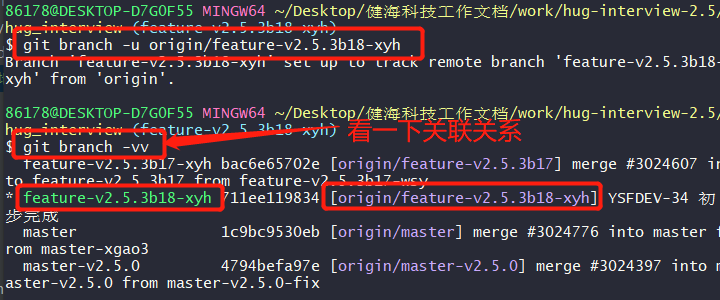 86178@DESKTOP-D7G0F55 MINGW64 ~/Desktop/健海科技工作文档/work/hug-interview-2.5/
hug_interview (feature-v2.5.3b18-xyh)
$ git branch -u origin/feature-v2.5.3b18-xyh
Branch 'feature-v2.5.3b18-xyh' set up to track remote branch 'feature-v2.5.3b18-
xyh' from 'origin'.
86178@DESKTOP-D7G0F55 MINGW64 ~/Desktop/健海科技工作文档/work/hug-interview-2.5/
hug_interview (feature-v2.5.3b18-xyh)
$ git branch -vv
看一下关联关系
feature-v2.5.3b17-xyh bac6e65702e [origin/feature-v2.5.3b17] merge #3024607 in
to feature-v2.5.3b17 from feature-v2.5.3b17-wsy
* feature-v2.5.3b18-xyh 711ee119834 [origin/feature-v2.5.3b18-xyh] YSFDEV-34 初
步完成
master 1c9bc9530eb [origin/master] merge #3024776 into master f
rom master-xgao3
master-v2.5.0 4794befa97e [origin/master-v2.5.0] merge #3024397 into m
aster-v2.5.0 from master-v2.5.0-fix